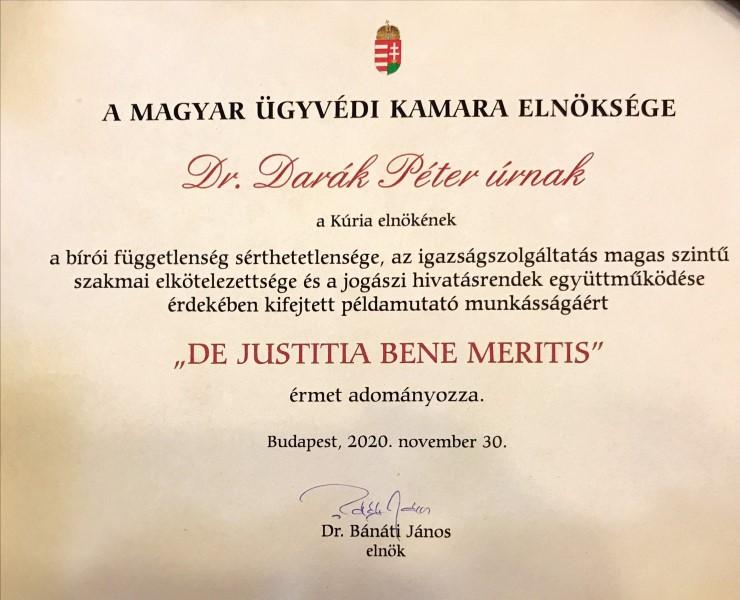 A MAGYAR ÜGYVÉDI KAMARA ELNÖKSÉGE
Dr. Darák Péter úrnak
a Kúria elnökének
a bírói függetlenség sérthetetlensége, az igazságszolgáltatás magas szintű
szakmai elkötelezettsége és a jogászi hivatásrendek együttműködése
érdekében kifejtett példamutató munkásságáért
„DE JUSTITIA BENE MERITIS”
érmet adományozza.
Budapest, 2020. november 30.
Dr. Bánáti János
elnök